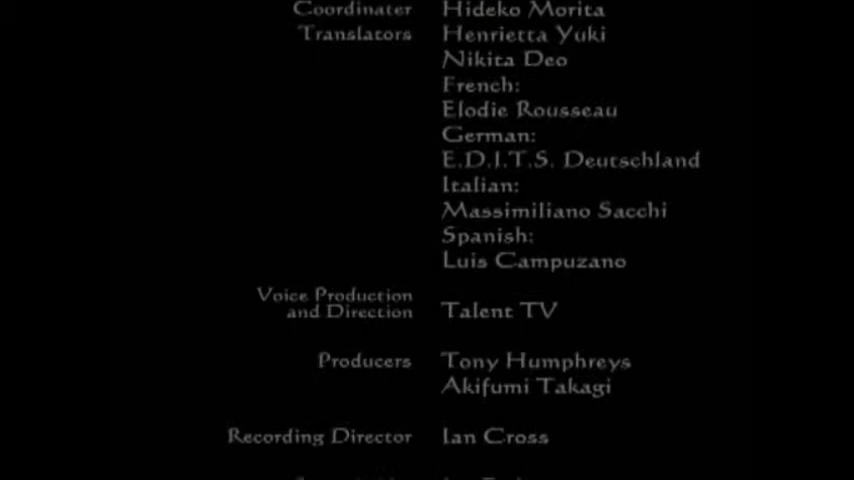 Coordinater Hideko Morita
Translators Henrietta Yuki
Nikita Deo
French:
Elodie Rousseau
German:
E.D.I.T.S. Deutschland
Italian:
Massimiliano Sacchi
Spanish:
Luis Campuzano
Voice Production
and Direction Talent TV
Producers Tony Humphreys
Akifumi Takagi
Recording Director Ian Cross